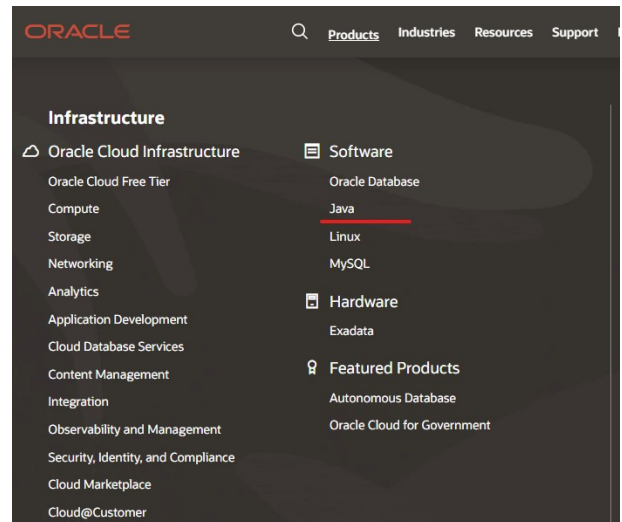 ORACLE
Products Industries Resources Support
Infrastructure
Oracle Cloud Infrastructure
Oracle Cloud Free Tier
Compute
Storage
Networking
Analytics
Application Development
Cloud Database Services
Content Management
Integration
Observability and Management
Security, Identity, and Compliance
Cloud Marketplace
Cloud@Customer
Software
Oracle Database
Java
Linux
MySQL
Hardware
Exadata
Featured Products
Autonomous Database
Oracle Cloud for Government